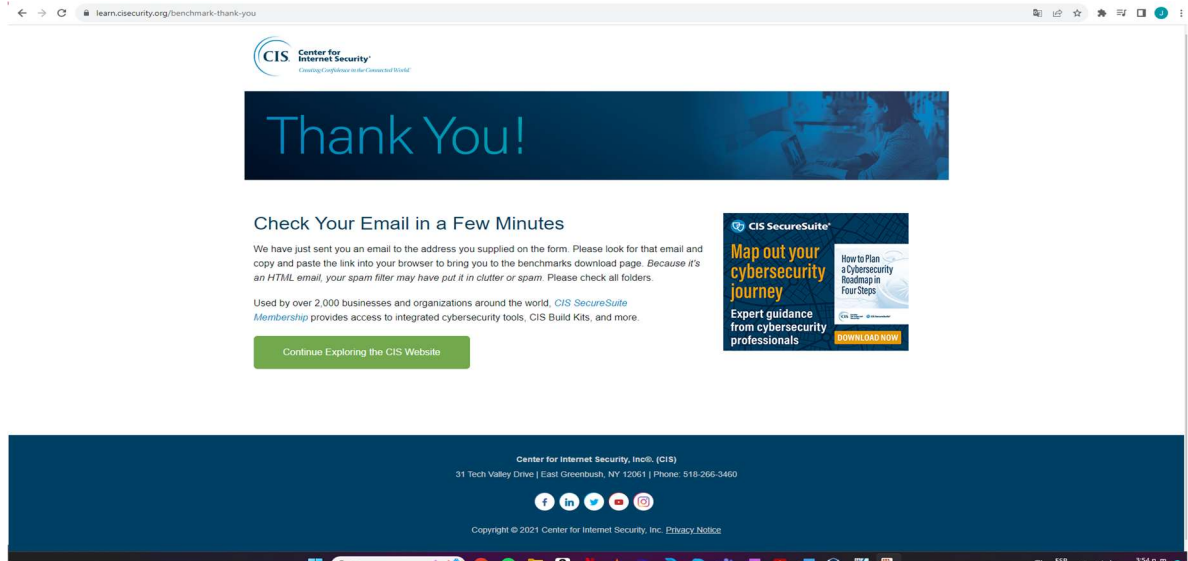 learn.cisecurity.org/benchmark-thank-you
J
CIS. Center for
Internet Security®
Creating Confidence in the Connected World™
Thank You!
Check Your Email in a Few Minutes
We have just sent you an email to the address you supplied on the form. Please look for that email and
copy and paste the link into your browser to bring you to the benchmarks download page. Because it's
an HTML email, your spam filter may have put it in clutter or spam. Please check all folders.
Used by over 2,000 businesses and organizations around the world, CIS SecureSuite
Membership provides access to integrated cybersecurity tools, CIS Build Kits, and more.
Continue Exploring the CIS Website
CIS SecureSuite®
Map out your
cybersecurity
journey
Expert guidance
from cybersecurity
professionals
How to Plan
a Cybersecurity
Roadmap in
Four Steps
DOWNLOAD NOW
Center for Internet Security, Inc®. (CIS)
31 Tech Valley Drive | East Greenbush, NY 12061 | Phone: 518-266-3460
Copyright © 2021 Center for Internet Security, Inc. Privacy Notice
ESP
3:54 p. m.